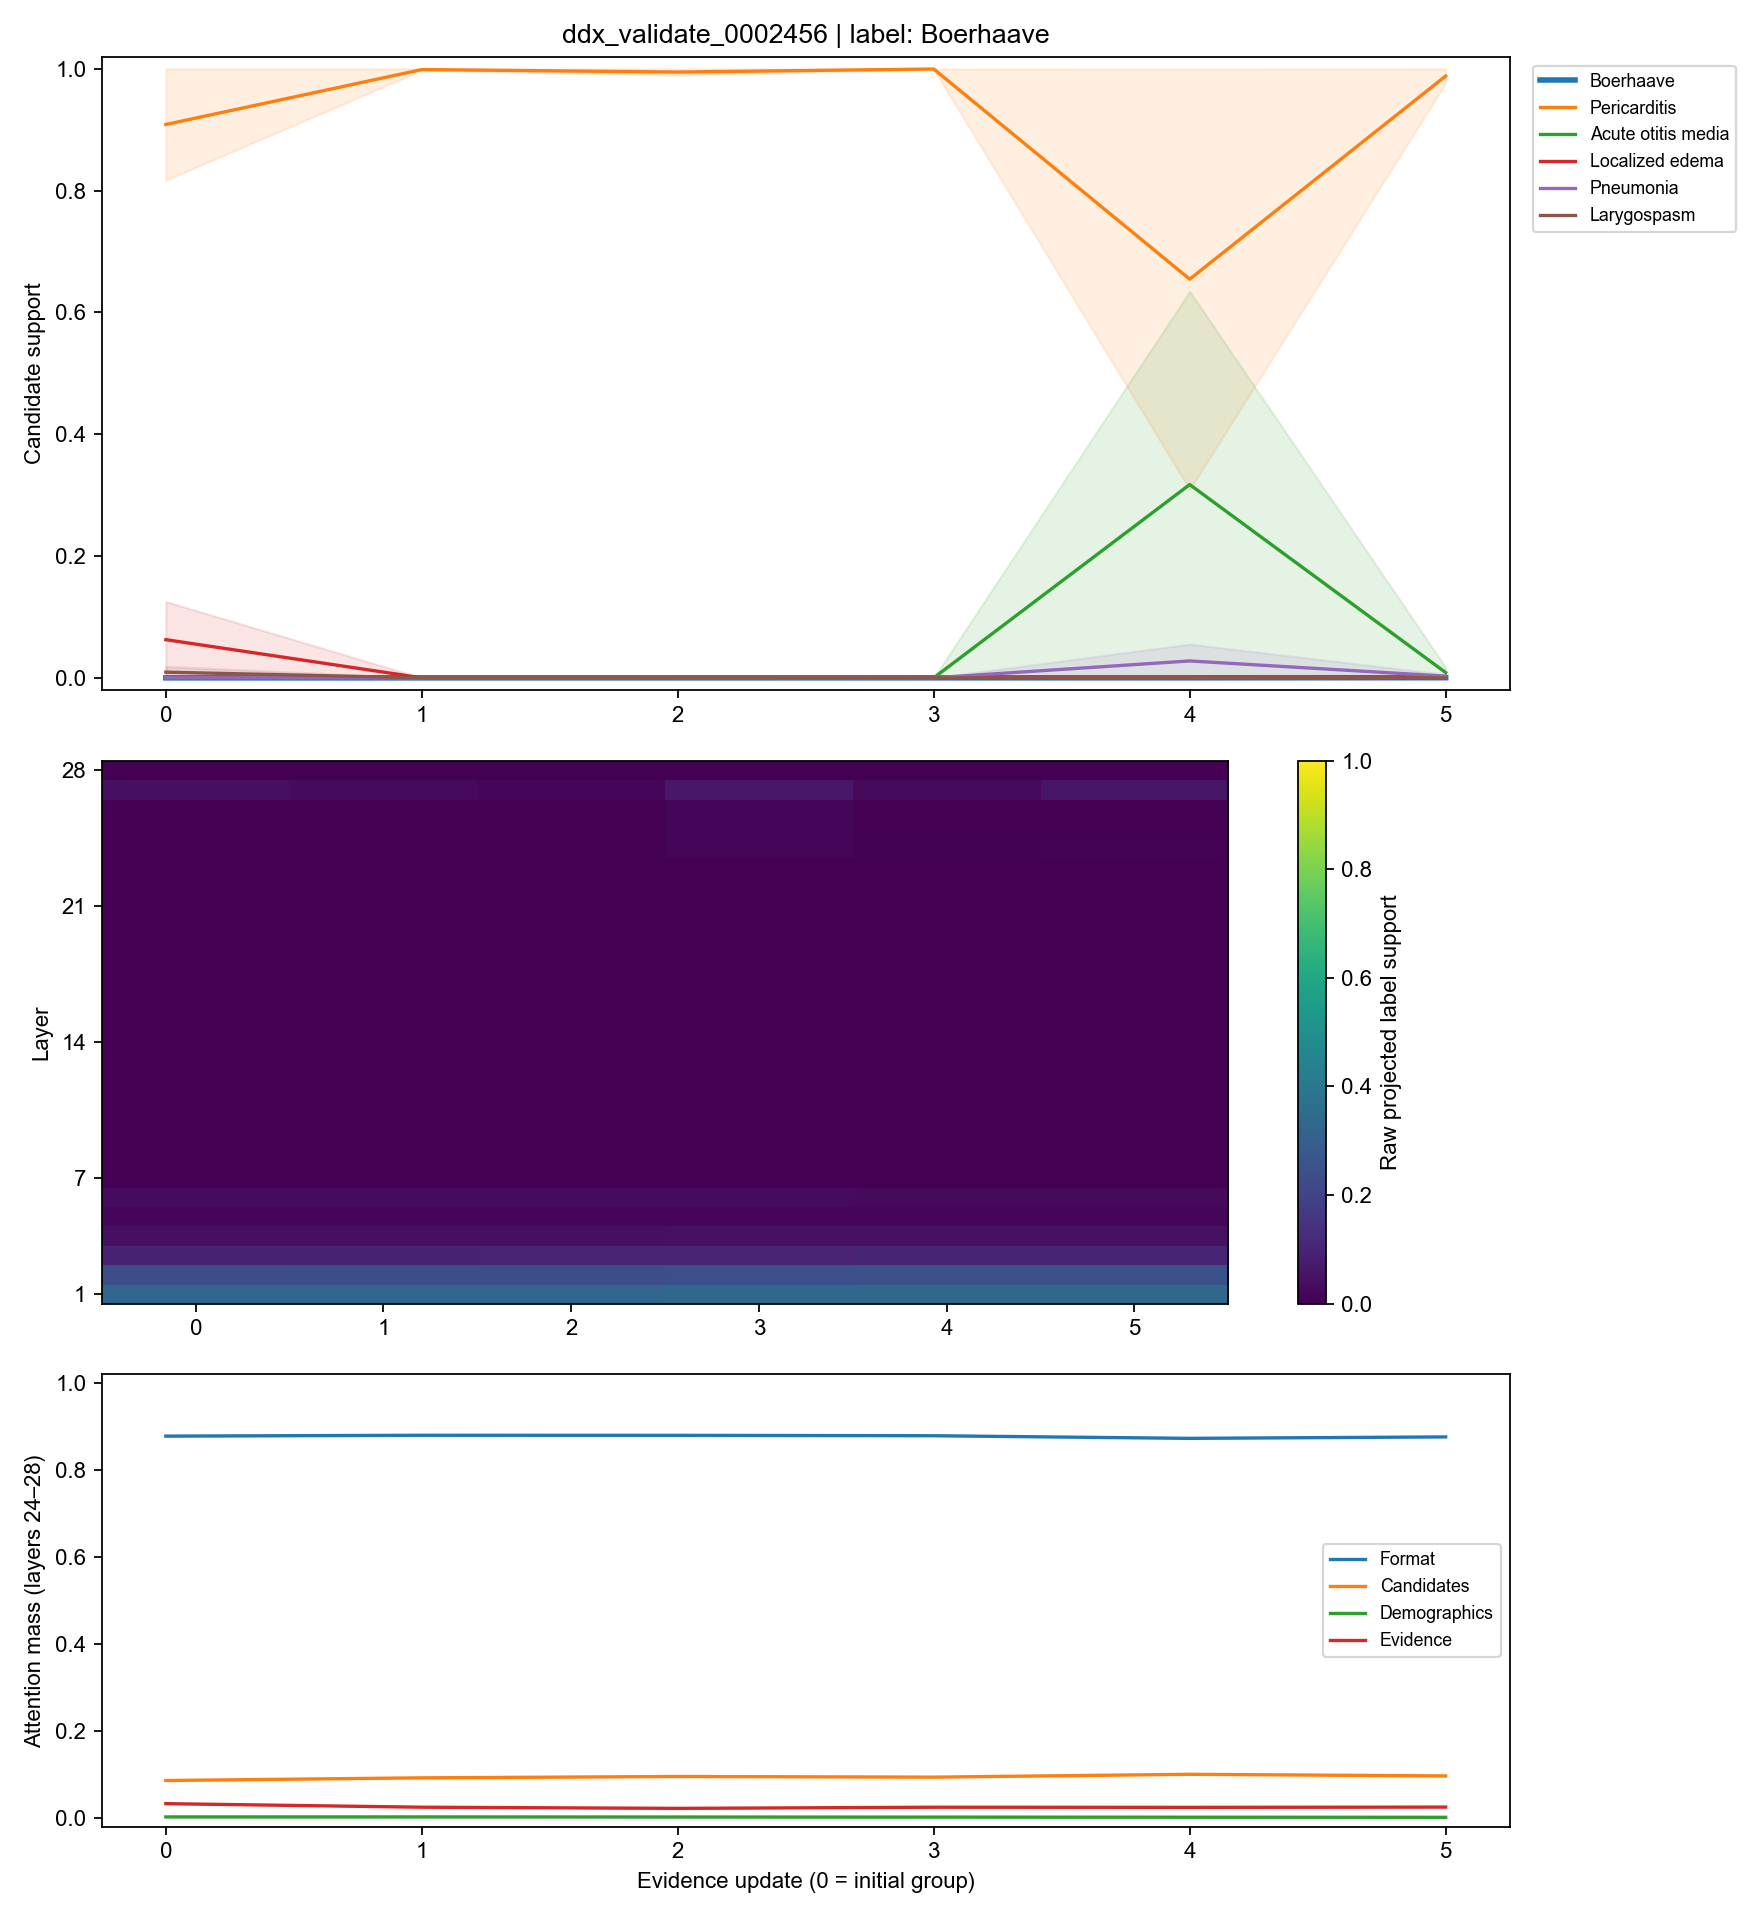 ddx_validate_0002456 | label: Boerhaave
1.0
0.8
0.6
0.4
0.2
0.0
Candidate support
0 1 2 3 4 5
Boerhaave
Pericarditis
Acute otitis media
Localized edema
Pneumonia
Larygospasm
28
21
14
7
1
Layer
0 1 2 3 4 5
1.0
0.8
0.6
0.4
0.2
0.0
Raw projected label support
1.0
0.8
0.6
0.4
0.2
0.0
Attention mass (layers 24–28)
Format
Candidates
Demographics
Evidence
0 1 2 3 4 5
Evidence update (0 = initial group)